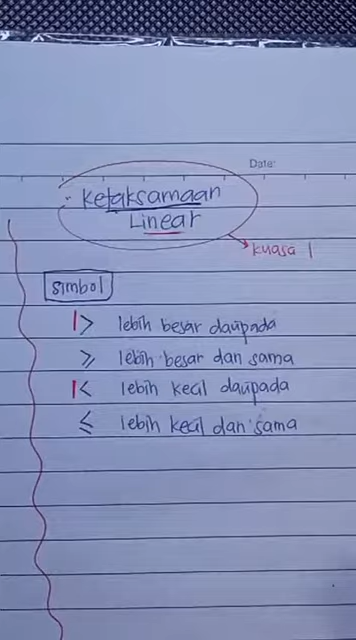 Date:
Ketaksamaan
Linear
kuasa 1
simbol
> lebih besar daripada
⩾ lebih besar dan sama
< lebih kecil daripada
≤ lebih kecil dan sama